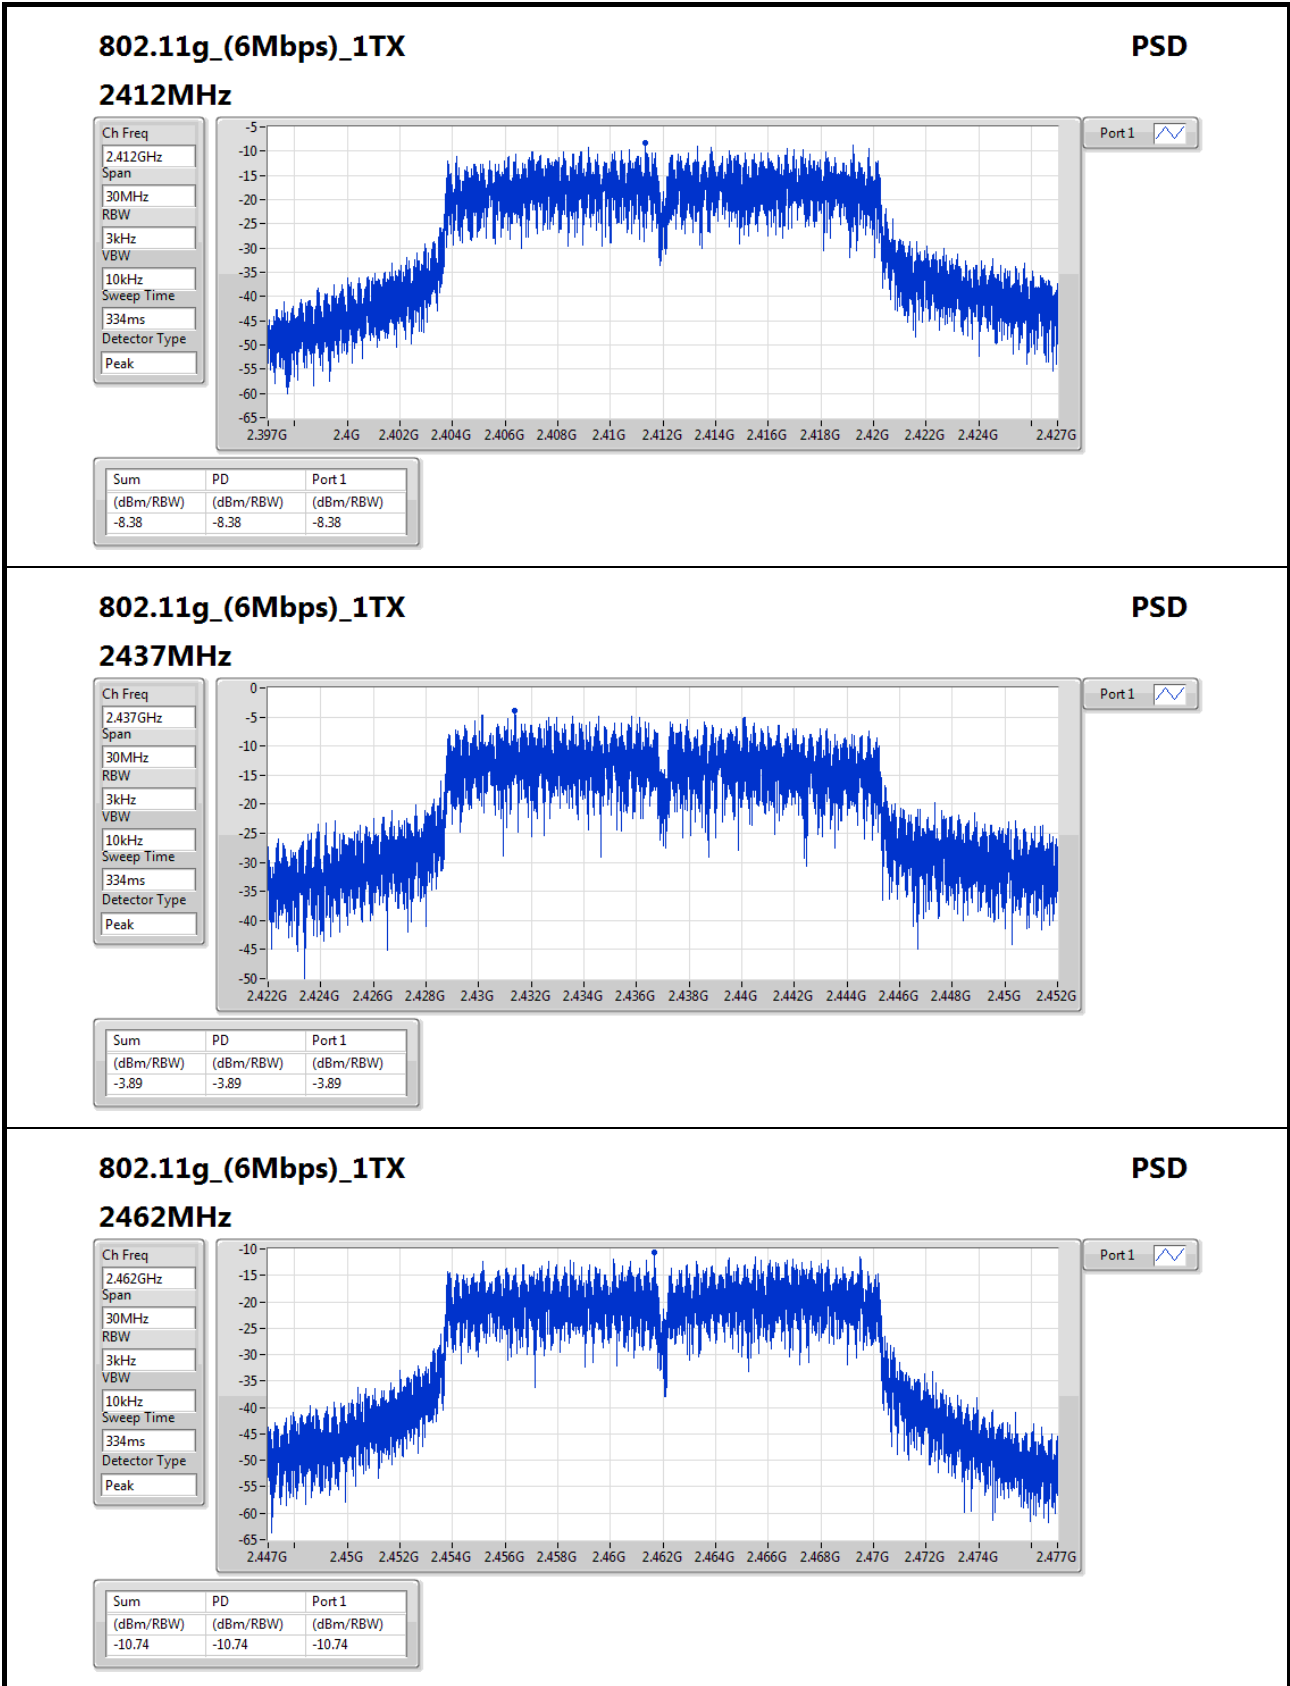 802.11g_(6Mbps)_1TX PSD
2412MHz
Ch Freq
2.412GHz
Span
30MHz
RBW
3kHz
VBW
10kHz
Sweep Time
334ms
Detector Type
Peak
-5
-10
-15
-20
-25
-30
-35
-40
-45
-50
-55
-60
-65
2.397G 2.4G 2.402G 2.404G 2.406G 2.408G 2.41G 2.412G 2.414G 2.416G 2.418G 2.42G 2.422G 2.424G 2.427G
Port 1
Sum PD Port 1
(dBm/RBW) (dBm/RBW) (dBm/RBW)
-8.38 -8.38 -8.38
802.11g_(6Mbps)_1TX PSD
2437MHz
Ch Freq
2.437GHz
Span
30MHz
RBW
3kHz
VBW
10kHz
Sweep Time
334ms
Detector Type
Peak
0
-5
-10
-15
-20
-25
-30
-35
-40
-45
-50
2.422G 2.424G 2.426G 2.428G 2.43G 2.432G 2.434G 2.436G 2.438G 2.44G 2.442G 2.444G 2.446G 2.448G 2.45G 2.452G
Port 1
Sum PD Port 1
(dBm/RBW) (dBm/RBW) (dBm/RBW)
-3.89 -3.89 -3.89
802.11g_(6Mbps)_1TX PSD
2462MHz
Ch Freq
2.462GHz
Span
30MHz
RBW
3kHz
VBW
10kHz
Sweep Time
334ms
Detector Type
Peak
-10
-15
-20
-25
-30
-35
-40
-45
-50
-55
-60
-65
2.447G 2.45G 2.452G 2.454G 2.456G 2.458G 2.46G 2.462G 2.464G 2.466G 2.468G 2.47G 2.472G 2.474G 2.477G
Port 1
Sum PD Port 1
(dBm/RBW) (dBm/RBW) (dBm/RBW)
-10.74 -10.74 -10.74